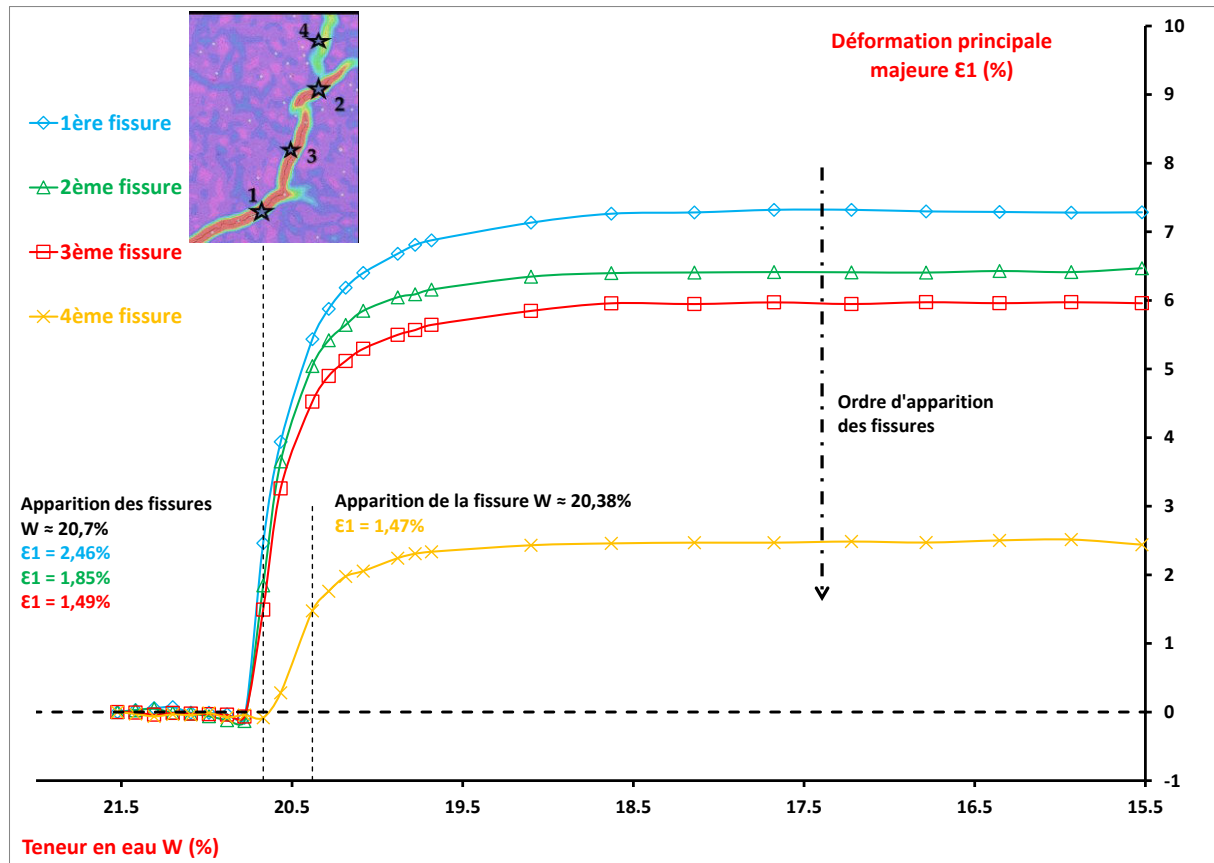 Déformation principale
majeure Ɛ1 (%)
1ère fissure
2ème fissure
3ème fissure
4ème fissure
4
2
3
1
Ordre d'apparition
des fissures
Apparition des fissures
W ≈ 20,7%
Ɛ1 = 2,46%
Ɛ1 = 1,85%
Ɛ1 = 1,49%
Apparition de la fissure W ≈ 20,38%
Ɛ1 = 1,47%
10
9
8
7
6
5
4
3
2
1
0
-1
21.5 20.5 19.5 18.5 17.5 16.5 15.5
Teneur en eau W (%)